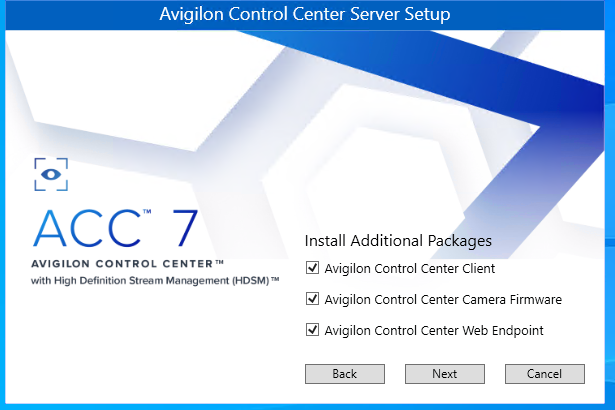 Avigilon Control Center Server Setup
ACC™ 7
AVIGILON CONTROL CENTER™
with High Definition Stream Management (HDSM)™
Install Additional Packages
Avigilon Control Center Client
Avigilon Control Center Camera Firmware
Avigilon Control Center Web Endpoint
Back Next Cancel